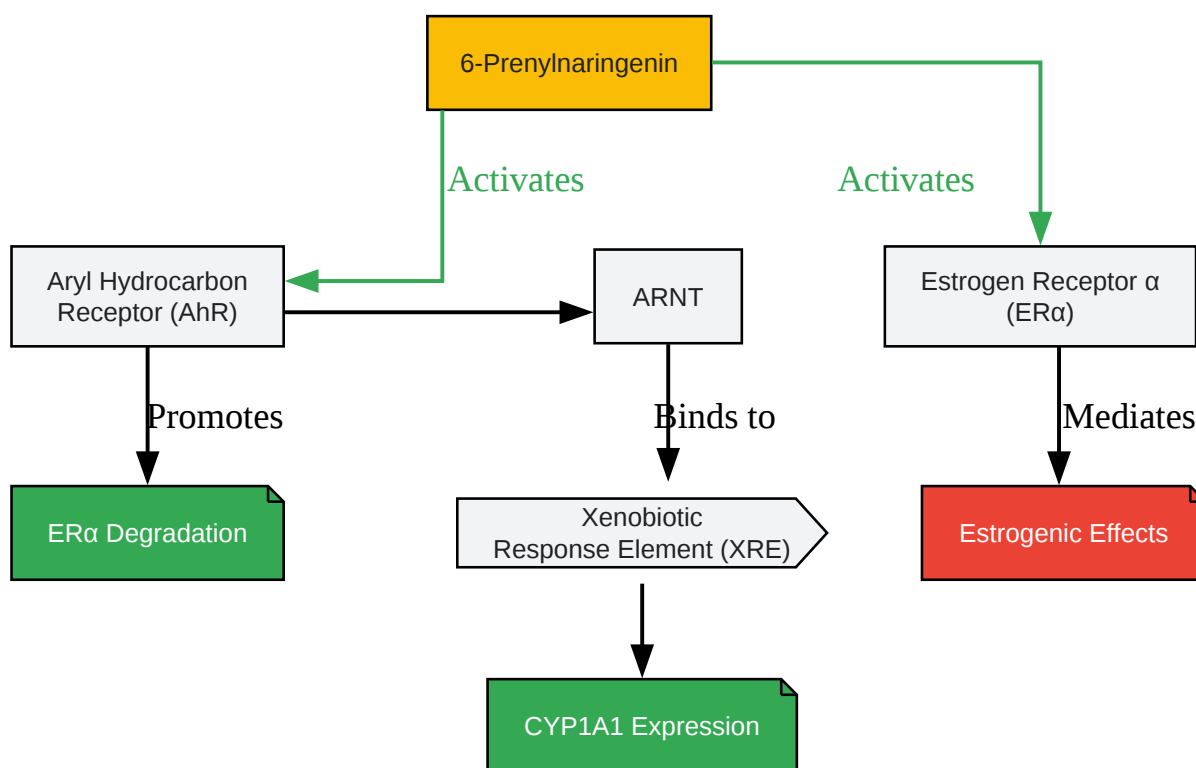 6-Prenylnaringenin
Activates
Activates
Aryl Hydrocarbon
Receptor (AhR)
ARNT
Estrogen Receptor α
(ERα)
Promotes
Binds to
Mediates
ERα Degradation
Xenobiotic
Response Element (XRE)
Estrogenic Effects
CYP1A1 Expression